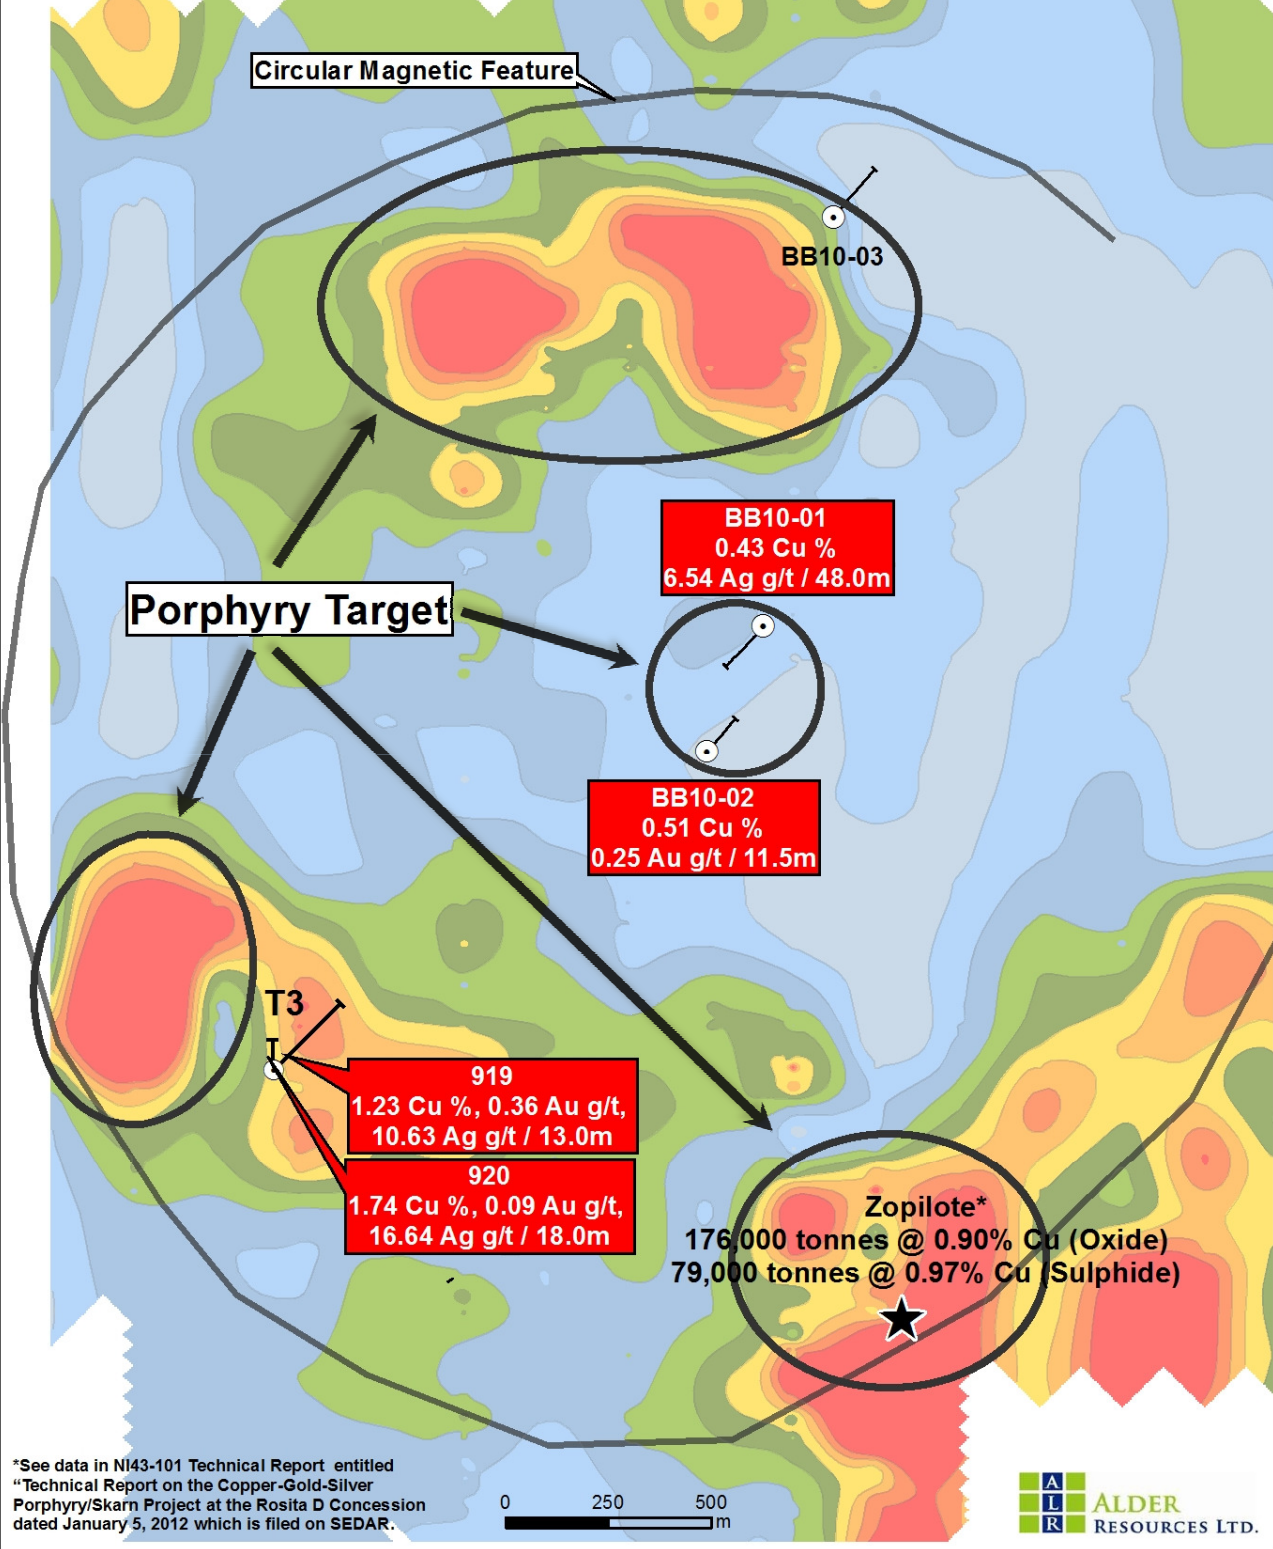 Circular Magnetic Feature
BB10-03
BB10-01
0.43 Cu %
6.54 Ag g/t / 48.0m
Porphyry Target
BB10-02
0.51 Cu %
0.25 Au g/t / 11.5m
T3
919
1.23 Cu %, 0.36 Au g/t,
10.63 Ag g/t / 13.0m
920
1.74 Cu %, 0.09 Au g/t,
16.64 Ag g/t / 18.0m
Zopilote*
176,000 tonnes @ 0.90% Cu (Oxide)
79,000 tonnes @ 0.97% Cu (Sulphide)
*See data in NI43-101 Technical Report entitled
“Technical Report on the Copper-Gold-Silver
Porphyry/Skarn Project at the Rosita D Concession
dated January 5, 2012 which is filed on SEDAR.
0 250 500
m
A
L
R
ALDER
RESOURCES LTD.